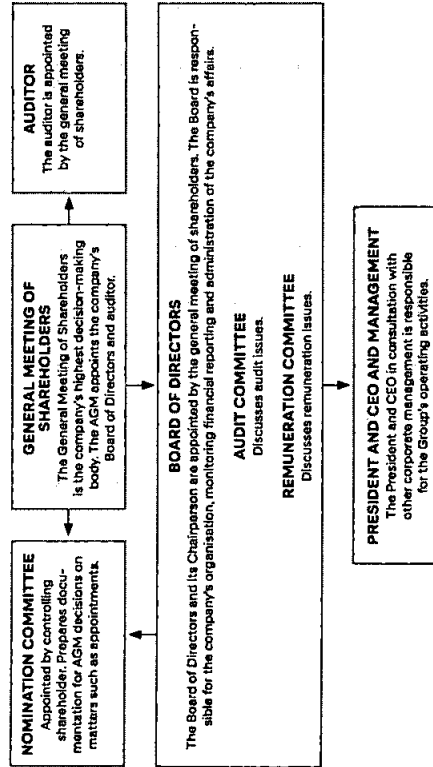 NOMINATION COMMITTEE
Appointed by controlling
shareholder. Prepares docu-
mentation for AGM decisions on
matters such as appointments.
GENERAL MEETING OF
SHAREHOLDERS
The General Meeting of Shareholders
is the company's highest decision-making
body. The AGM appoints the company's
Board of Directors and auditor.
AUDITOR
The auditor is appointed
by the general meeting
of shareholders.
BOARD OF DIRECTORS
The Board of Directors and its Chairperson are appointed by the general meeting of shareholders. The Board is respon-
sible for the company's organisation, monitoring financial reporting and administration of the company's affairs.
AUDIT COMMITTEE
Discusses audit issues.
REMUNERATION COMMITTEE
Discusses remuneration issues.
PRESIDENT AND CEO AND MANAGEMENT
The President and CEO in consultation with
other corporate management is responsible
for the Group's operating activities.